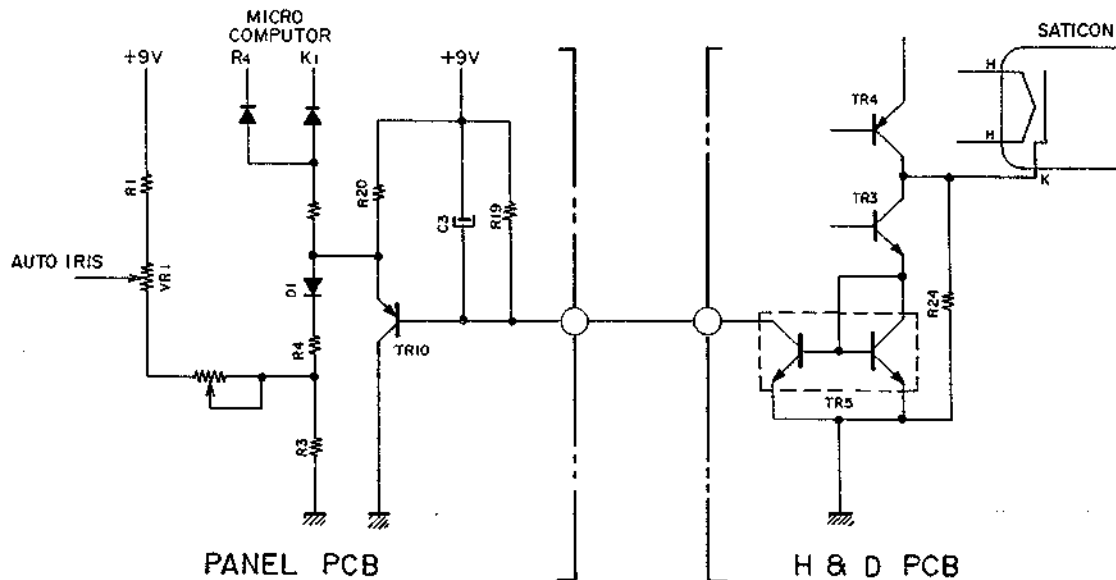 MICRO
COMPUTOR
SATICON
+9V
R4
K1
+9V
H
TR4
H
K
R1
R20
C3
R19
TR3
AUTO IRIS
VR1
D1
R24
R4
TR10
TR5
R3
PANEL PCB
H & D PCB